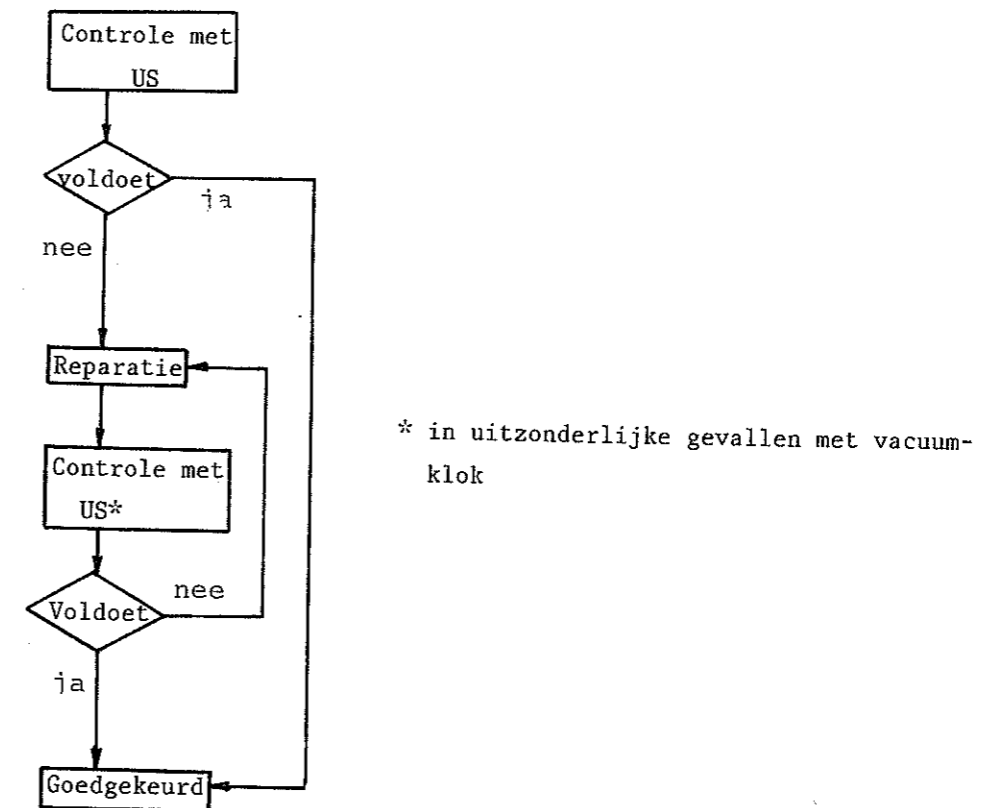 Controle met
US
voldoet
ja
nee
Reparatie
* in uitzonderlijke gevallen met vacuum-
klok
Controle met
US*
Voldoet
nee
ja
Goedgekeurd